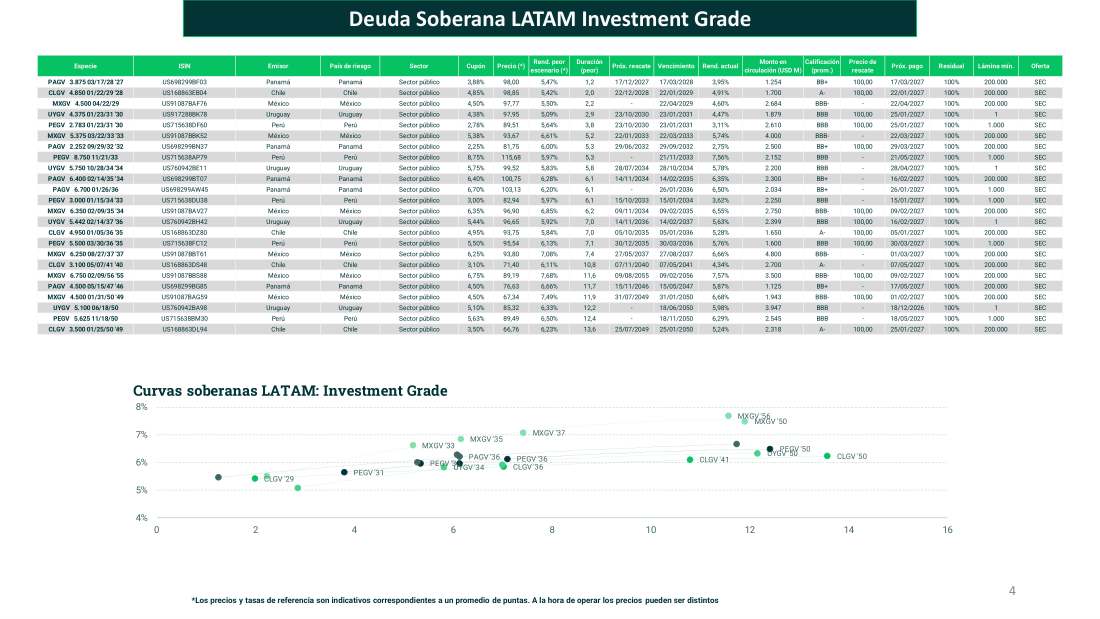 Deuda Soberana LATAM Investment Grade
Especie ISIN Emisor País de riesgo Sector Cupón Precio (*) Rend. peor escenario (*) Duración (peor) Próx. rescate Vencimiento Rend. actual Monto en circulación (USD M) Calificación (prom.) Precio de rescate Próx. pago Residual Lámina mín. Oferta
PAGV 3.875 03/17/28 '27 US698299BF03 Panamá Panamá Sector público 3,88% 98,00 5,47% 1,2 17/12/2027 17/03/2028 3,95% 1.254 BB+ 100,00 17/03/2027 100% 200.000 SEC
CLGV 4.850 01/22/29 '28 US168863EB04 Chile Chile Sector público 4,85% 98,85 5,42% 2,0 22/12/2028 22/01/2029 4,91% 1.700 A- 100,00 22/01/2027 100% 200.000 SEC
MXGV 4.500 04/22/29 US91087BAF76 México México Sector público 4,50% 97,77 5,50% 2,2 - 22/04/2029 4,60% 2.684 BBB- - 22/04/2027 100% 200.000 SEC
UYGV 4.375 01/23/31 '30 US917288BK78 Uruguay Uruguay Sector público 4,38% 97,95 5,09% 2,9 23/10/2030 23/01/2031 4,47% 1.879 BBB 100,00 25/01/2027 100% 1 SEC
PEGV 2.783 01/23/31 '30 US715638DF60 Perú Perú Sector público 2,78% 89,51 5,64% 3,8 23/10/2030 23/01/2031 3,11% 2.610 BBB 100,00 25/01/2027 100% 1.000 SEC
MXGV 5.375 03/22/33 '33 US91087BBK52 México México Sector público 5,38% 93,67 6,61% 5,2 22/01/2033 22/03/2033 5,74% 4.000 BBB- - 22/03/2027 100% 200.000 SEC
PAGV 2.252 09/29/32 '32 US698299BN37 Panamá Panamá Sector público 2,25% 81,75 6,00% 5,3 29/06/2032 29/09/2032 2,75% 2.500 BB+ 100,00 29/03/2027 100% 200.000 SEC
PEGV 8.750 11/21/33 US715638AP79 Perú Perú Sector público 8,75% 115,68 5,97% 5,3 - 21/11/2033 7,56% 2.152 BBB - 21/05/2027 100% 1.000 SEC
UYGV 5.750 10/28/34 '34 US760942BE11 Uruguay Uruguay Sector público 5,75% 99,52 5,83% 5,8 28/07/2034 28/10/2034 5,78% 2.200 BBB - 28/04/2027 100% 1 SEC
PAGV 6.400 02/14/35 '34 US698299BT07 Panamá Panamá Sector público 6,40% 100,75 6,28% 6,1 14/11/2034 14/02/2035 6,35% 2.300 BB+ 100,00 16/02/2027 100% 200.000 SEC
PAGV 6.700 01/26/36 US698299AW45 Panamá Panamá Sector público 6,70% 103,13 6,20% 6,1 - 26/01/2036 6,50% 2.034 BB+ - 26/01/2027 100% 1.000 SEC
PEGV 3.000 01/15/34 '33 US715638DU38 Panamá Perú Sector público 3,00% 82,94 5,97% 6,1 15/10/2033 15/01/2034 3,62% 2.250 BBB - 15/01/2027 100% 1.000 SEC
MXGV 6.350 02/09/35 '34 US91087BAV27 México México Sector público 6,35% 96,90 6,85% 6,2 09/11/2034 09/02/2035 6,55% 2.750 BBB- 100,00 09/02/2027 100% 200.000 SEC
UYGV 5.442 02/14/37 '36 US760942BH42 Uruguay Uruguay Sector público 5,44% 96,65 5,92% 7,0 14/11/2036 14/02/2037 5,63% 2.399 BBB 100,00 16/02/2027 100% 1 SEC
CLGV 4.950 01/05/36 '35 US168863DZ80 Chile Chile Sector público 4,95% 93,75 5,84% 7,0 05/10/2035 05/01/2036 5,28% 1.650 A- 100,00 05/01/2027 100% 200.000 SEC
PEGV 5.500 03/30/36 '35 US715638FC12 Perú Perú Sector público 5,50% 95,54 6,13% 7,1 30/12/2035 30/03/2036 5,76% 1.600 BBB 100,00 30/03/2027 100% 1.000 SEC
MXGV 6.250 08/27/37 '37 US91087BBT61 México México Sector público 6,25% 93,80 7,08% 7,4 27/05/2037 27/08/2037 6,66% 4.800 BBB- - 01/03/2027 100% 200.000 SEC
CLGV 3.100 05/07/41 '40 US168863DS48 Chile Chile Sector público 3,10% 71,40 6,11% 10,8 07/11/2040 07/05/2041 4,34% 2.700 A- - 07/05/2027 100% 200.000 SEC
MXGV 6.750 02/09/56 '55 US91087BBS88 México México Sector público 6,75% 89,19 7,68% 11,6 09/08/2055 09/02/2056 7,57% 3.500 BBB- 100,00 09/02/2027 100% 200.000 SEC
PAGV 4.500 05/15/47 '46 US698299BG85 Panamá Panamá Sector público 4,50% 76,63 6,66% 11,7 15/11/2046 15/05/2047 5,87% 1.125 BB+ - 17/05/2027 100% 200.000 SEC
MXGV 4.500 01/31/50 '49 US91087BAG59 México México Sector público 4,50% 67,34 7,49% 11,9 31/07/2049 31/01/2050 6,68% 1.943 BBB- 100,00 01/02/2027 100% 200.000 SEC
UYGV 5.100 06/18/50 US760942BA98 Uruguay Uruguay Sector público 5,10% 85,32 6,33% 12,2 - 18/06/2050 5,98% 3.947 BBB - 18/12/2026 100% 1 SEC
PEGV 5.625 11/18/50 US715638BM30 Perú Perú Sector público 5,63% 89,49 6,50% 12,4 - 18/11/2050 6,29% 2.545 BBB - 18/05/2027 100% 1.000 SEC
CLGV 3.500 01/25/50 '49 US168863DL94 Chile Chile Sector público 3,50% 66,76 6,23% 13,6 25/07/2049 25/01/2050 5,24% 2.318 A- 100,00 25/01/2027 100% 200.000 SEC
Curvas soberanas LATAM: Investment Grade
8%
MXGV '56
MXGV '50
7%
MXGV '37
MXGV '35
MXGV '33
PEGV '50
UYGV '50
CLGV '50
6%
PAGV'36
PEGV '36
CLGV '41
UYGV '34
CLGV '36
PEGV '31
CLGV '29
5%
4%
0 2 4 6 8 10 12 14 16
4
*Los precios y tasas de referencia son indicativos correspondientes a un promedio de puntas. A la hora de operar los precios pueden ser distintos